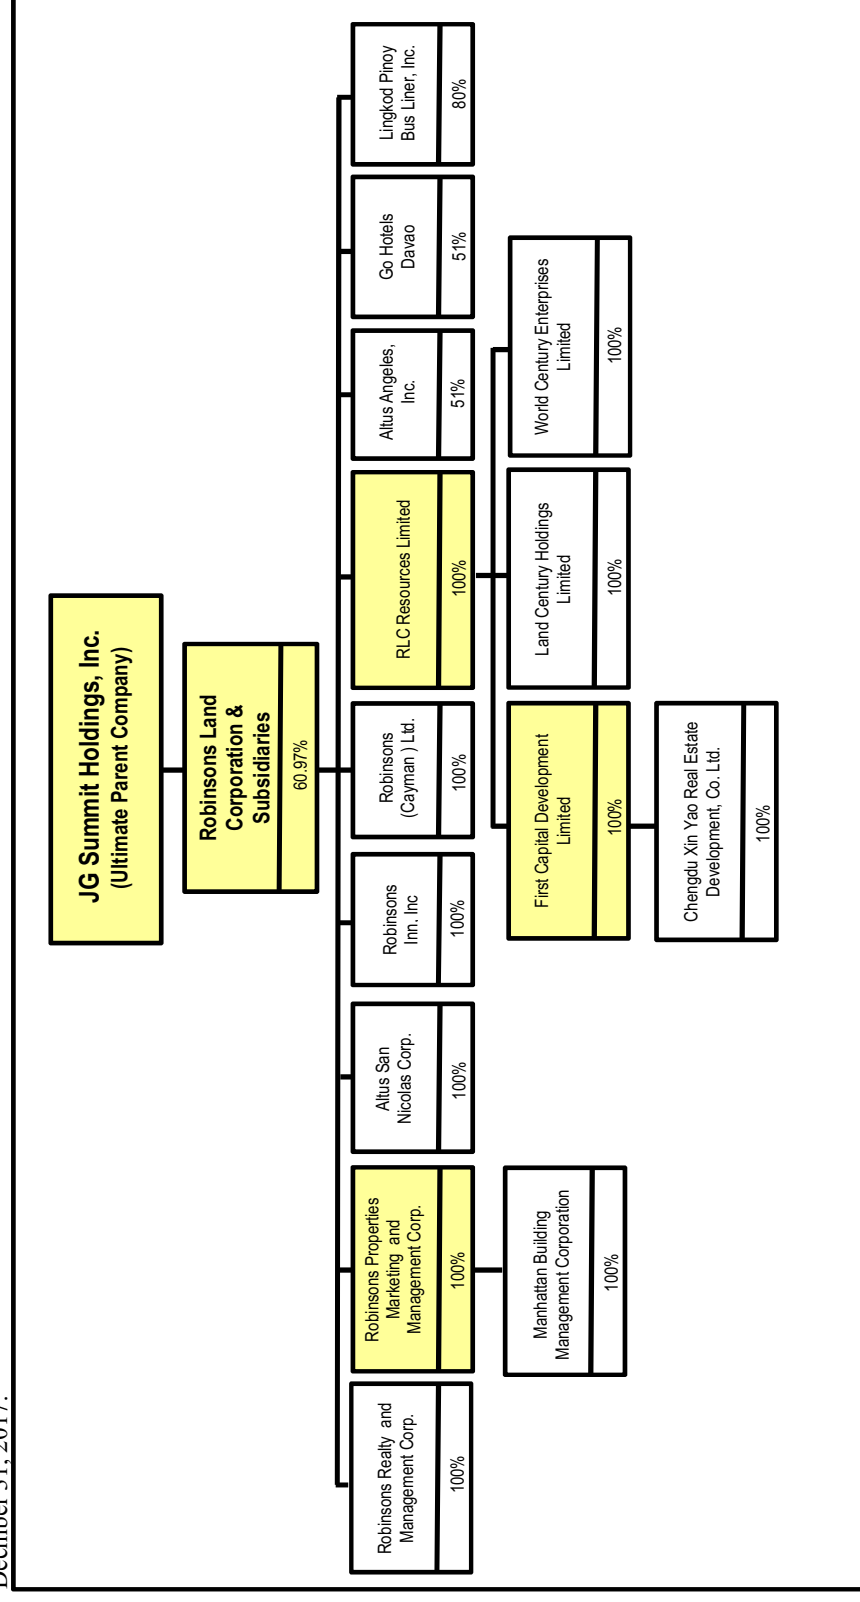 December 31, 2017.
JG Summit Holdings, Inc.
(Ultimate Parent Company)
Robinsons Land
Corporation &
Subsidiaries
60.97%
Robinsons Realty and
Management Corp.
100%
Robinsons Properties
Marketing and
Management Corp.
100%
Altus San
Nicolas Corp.
100%
Robinsons
Inn. Inc
100%
Robinsons
(Cayman ) Ltd.
100%
RLC Resources Limited
100%
Altus Angeles,
Inc.
51%
Go Hotels
Davao
51%
Lingkod Pinoy
Bus Liner, Inc.
80%
Manhattan Building
Management Corporation
100%
First Capital Development
Limited
100%
Land Century Holdings
Limited
100%
World Century Enterprises
Limited
100%
Chengdu Xin Yao Real Estate
Development, Co. Ltd.
100%